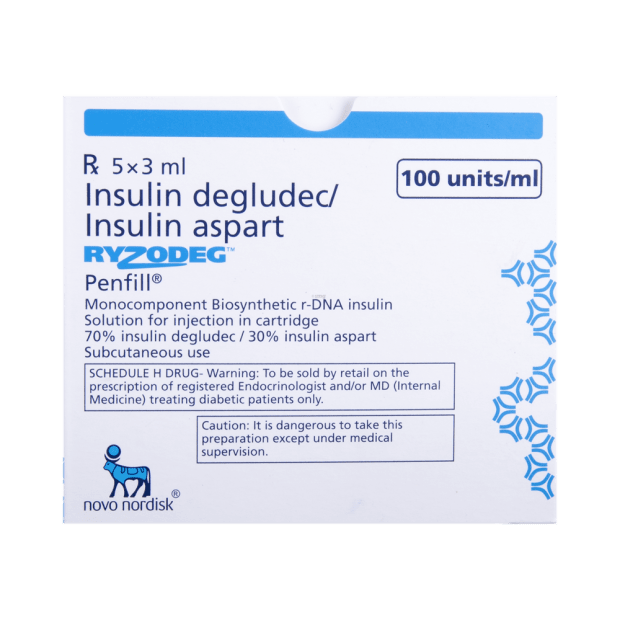 ℞ 5×3 ml
100 units/ml
Insulin degludec/
Insulin aspart
RYZODEG™
Penfill®
Monocomponent Biosynthetic r-DNA insulin
Solution for injection in cartridge
70% insulin degludec / 30% insulin aspart
Subcutaneous use
SCHEDULE H DRUG- Warning: To be sold by retail on the
prescription of registered Endocrinologist and/or MD (Internal
Medicine) treating diabetic patients only.
Caution: It is dangerous to take this
preparation except under medical
supervision.
novo nordisk®